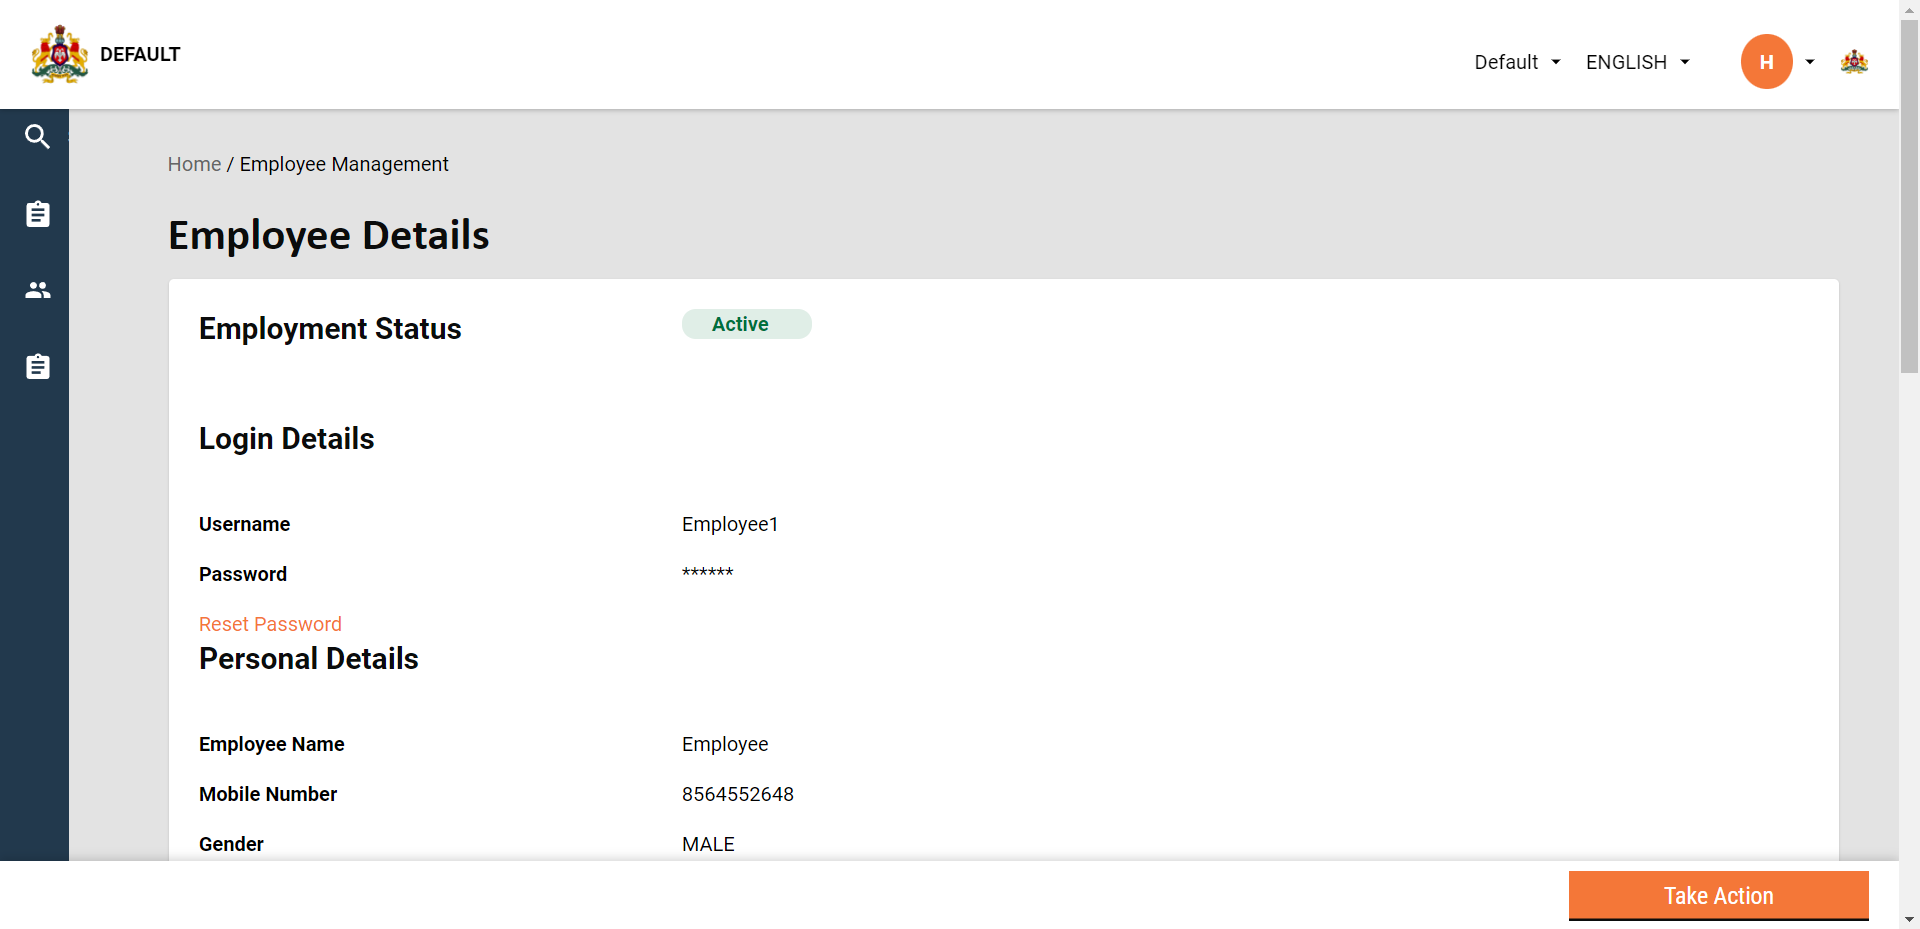 DEFAULT
Default
ENGLISH
H
Home / Employee Management
Employee Details
Employment Status
Active
Login Details
Username
Employee1
Password
******
Reset Password
Personal Details
Employee Name
Employee
Mobile Number
8564552648
Gender
MALE
Take Action